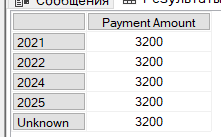 Сообщения Результаты
Payment Amount
2021 3200
2022 3200
2024 3200
2025 3200
Unknown 3200